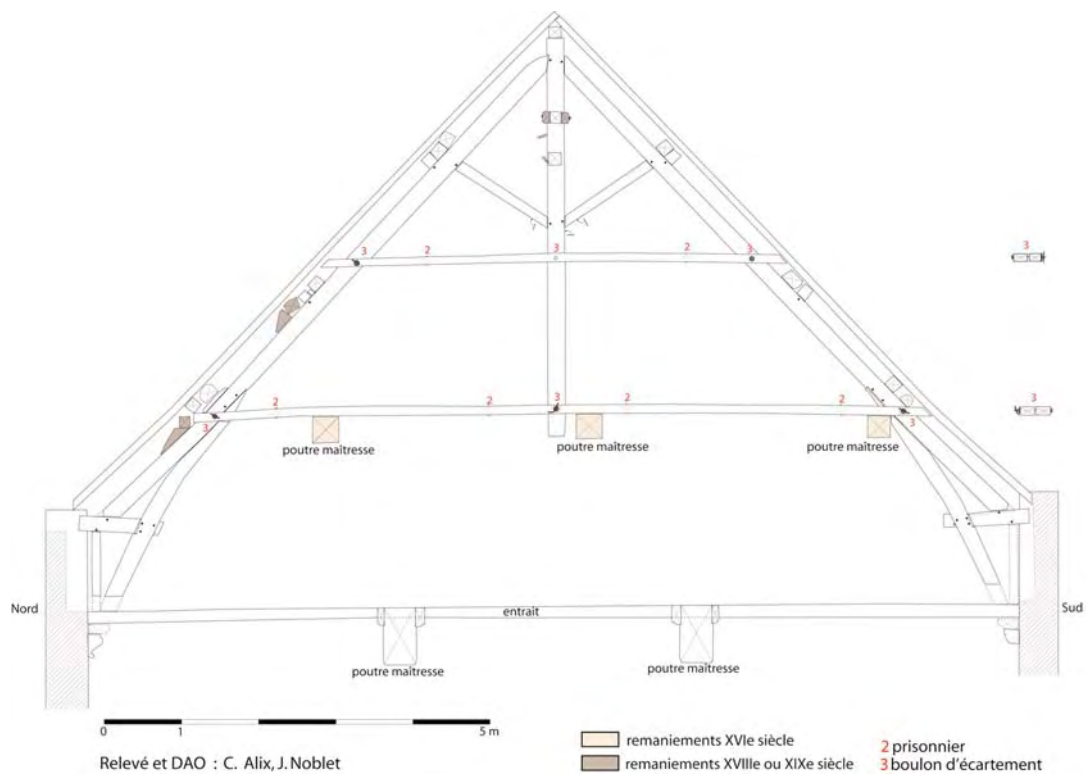 3
3 2 3 2 3
3 2 2 3 2 2 3
poutre maîtresse poutre maîtresse poutre maîtresse
Nord entrait Sud
poutre maîtresse poutre maîtresse
0 1 5 m
Relevé et DAO : C. Alix, J. Noblet
remaniements XVIe siècle
remaniements XVIIIe ou XIXe siècle
2 prisonnier
3 boulon d'écartement